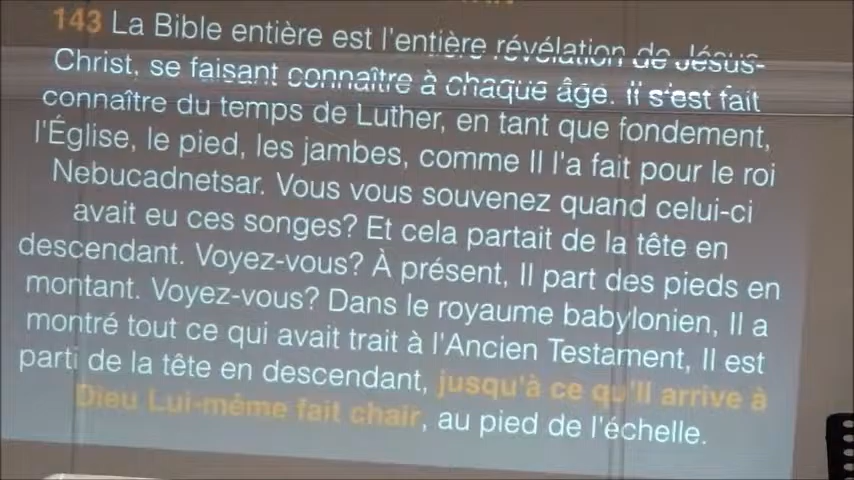 143 La Bible entière est l'entière révélation de Jésus-
Christ, se faisant connaître à chaque âge. Il s'est fait
connaître du temps de Luther, en tant que fondement,
l'Église, le pied, les jambes, comme Il l'a fait pour le roi
Nebucadnetsar. Vous vous souvenez quand celui-ci
avait eu ces songes? Et cela partait de la tête en
descendant. Voyez-vous? À présent, Il part des pieds en
montant. Voyez-vous? Dans le royaume babylonien, Il a
montré tout ce qui avait trait à l'Ancien Testament, Il est
parti de la tête en descendant, jusqu'à ce qu'Il arrive à
Dieu Lui-même fait chair, au pied de l'échelle.